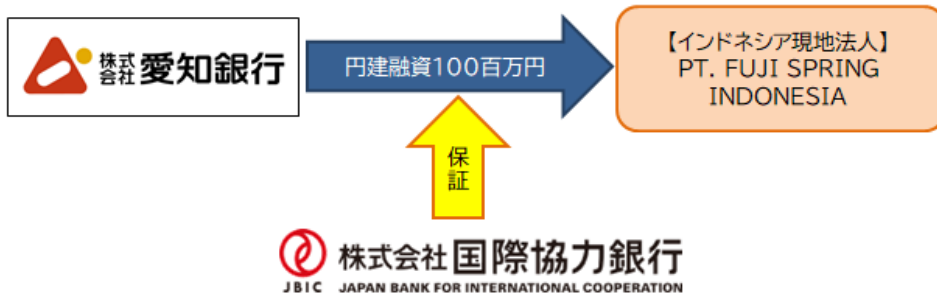 株式会社 愛知銀行
円建融資100百万円
【インドネシア現地法人】
PT. FUJI SPRING
INDONESIA
保証
株式会社 国際協力銀行
JBIC JAPAN BANK FOR INTERNATIONAL COOPERATION